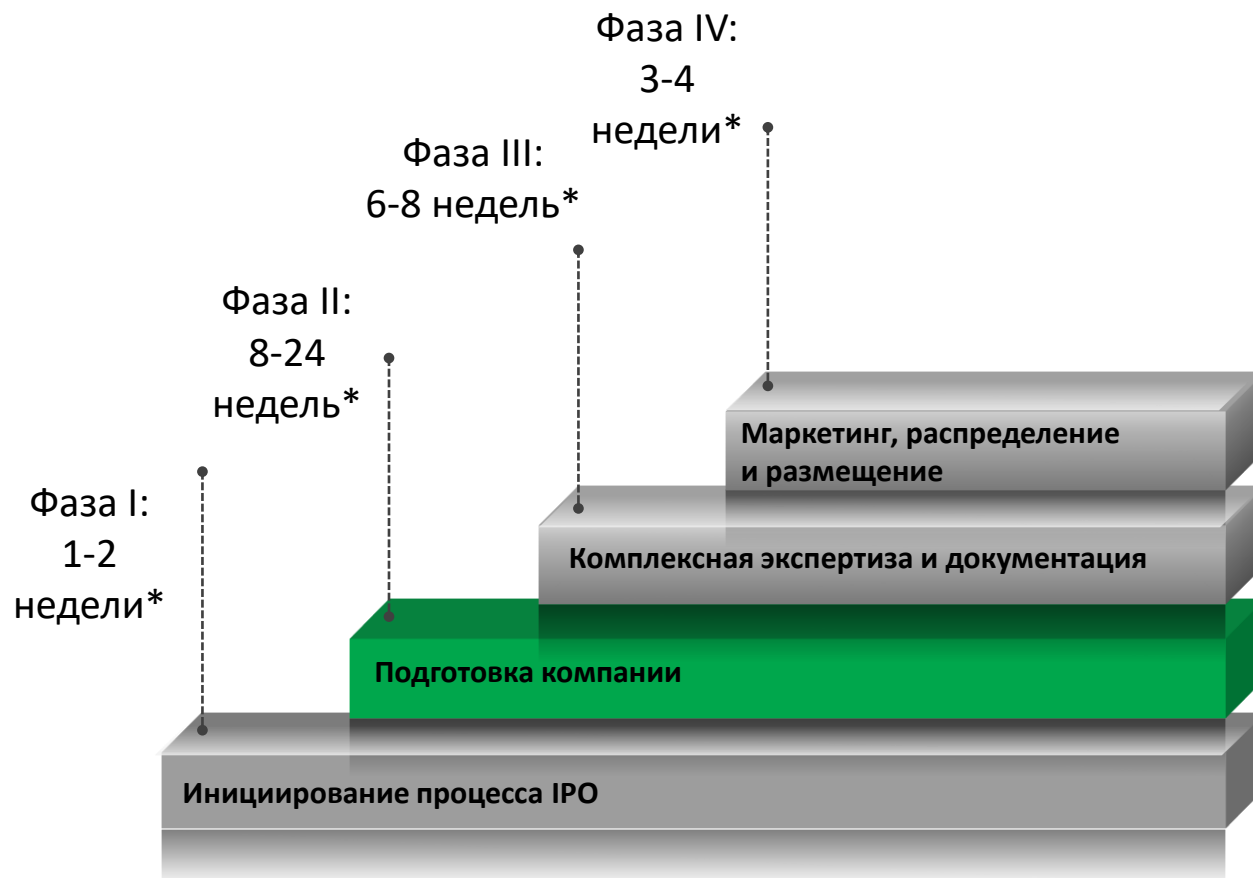 Фаза IV:
3-4
недели*
Фаза III:
6-8 недель*
Фаза II:
8-24
недель*
Фаза I:
1-2
недели*
Маркетинг, распределение
и размещение
Комплексная экспертиза и документация
Подготовка компании
Инициирование процесса IPO